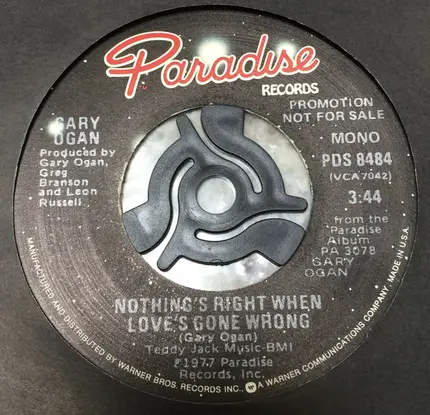 Paradise
RECORDS
PROMOTION
NOT FOR SALE
MONO
PDS 8484
(VCA7042)
3:44
from the
Paradise
Album
PA 3078
GARY
OGAN
GARY
OGAN
Produced by
Gary Ogan,
Greg
Branson
and Leon
Russell
NOTHING'S RIGHT WHEN
LOVE'S GONE WRONG
(Gary Ogan)
Teddy Jack Music-BMI
℗1977 Paradise
Records, Inc.
MANUFACTURED AND DISTRIBUTED BY WARNER BROS. RECORDS INC., A WARNER COMMUNICATIONS COMPANY. MADE IN U.S.A.